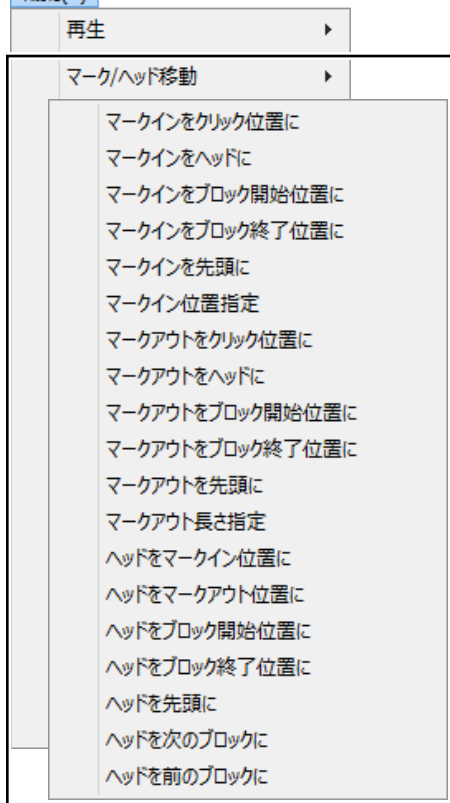 再生
マーク/ヘッド移動
マークインをクリック位置に
マークインをヘッドに
マークインをブロック開始位置に
マークインをブロック終了位置に
マークインを先頭に
マークイン位置指定
マークアウトをクリック位置に
マークアウトをヘッドに
マークアウトをブロック開始位置に
マークアウトをブロック終了位置に
マークアウトを先頭に
マークアウト長さ指定
ヘッドをマークイン位置に
ヘッドをマークアウト位置に
ヘッドをブロック開始位置に
ヘッドをブロック終了位置に
ヘッドを先頭に
ヘッドを次のブロックに
ヘッドを前のブロックに